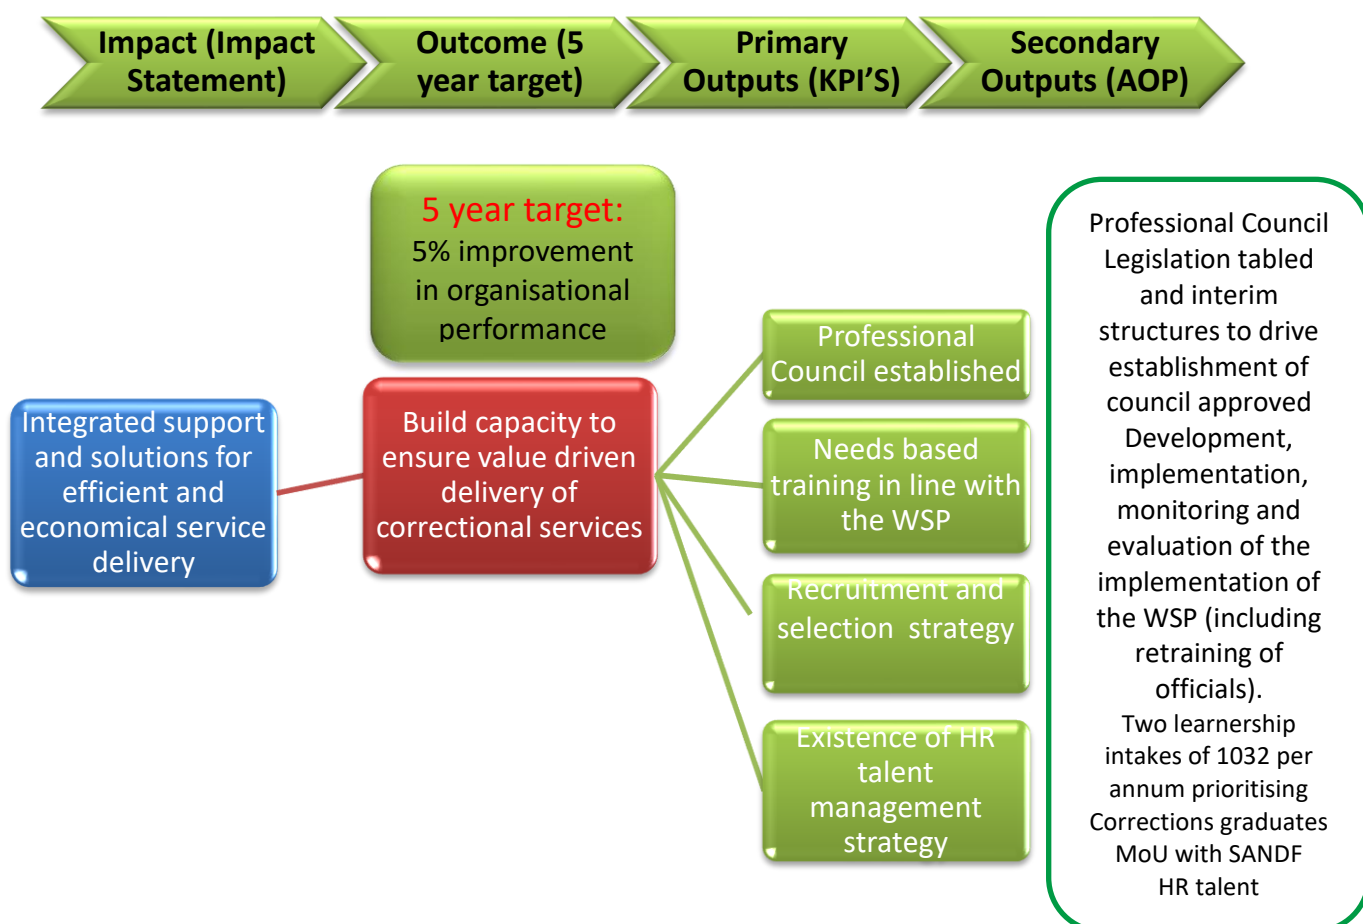 Impact (Impact
Statement)
Outcome (5
year target)
Primary
Outputs (KPI'S)
Secondary
Outputs (AOP)
5 year target:
5% improvement
in organisational
performance
Integrated support
and solutions for
efficient and
economical service
delivery
Build capacity to
ensure value driven
delivery of
correctional services
Professional
Council established
Needs based
training in line with
the WSP
Recruitment and
selection strategy
Existence of HR
talent
management
strategy
Professional Council
Legislation tabled
and interim
structures to drive
establishment of
council approved
Development,
implementation,
monitoring and
evaluation of the
implementation of
the WSP (including
retraining of
officials).
Two learnership
intakes of 1032 per
annum prioritising
Corrections graduates
MoU with SANDF
HR talent